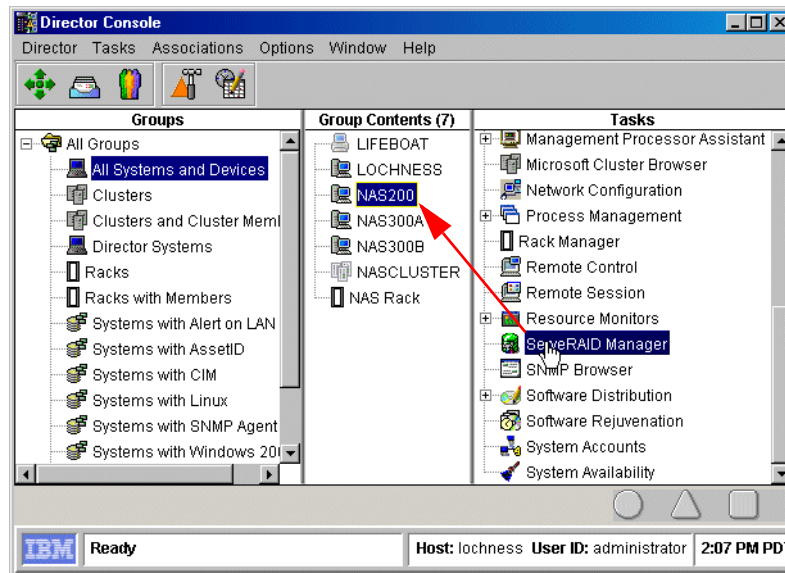 Director Console
Director Tasks Associations Options Window Help
Groups
All Groups
All Systems and Devices
Clusters
Clusters and Cluster Meml
Director Systems
Racks
Racks with Members
Systems with Alert on LAN
Systems with AssetID
Systems with CIM
Systems with Linux
Systems with SNMP Agent
Systems with Windows 20
Group Contents (7)
LIFEBOAT
LOCHNESS
NAS200
NAS300A
NAS300B
NASCLUSTER
NAS Rack
Tasks
Management Processor Assistant
Microsoft Cluster Browser
Network Configuration
Process Management
Rack Manager
Remote Control
Remote Session
Resource Monitors
ServeRAID Manager
SNMP Browser
Software Distribution
Software Rejuvenation
System Accounts
System Availability
IBM
Ready
Host: lochness User ID: administrator
2:07 PM PD